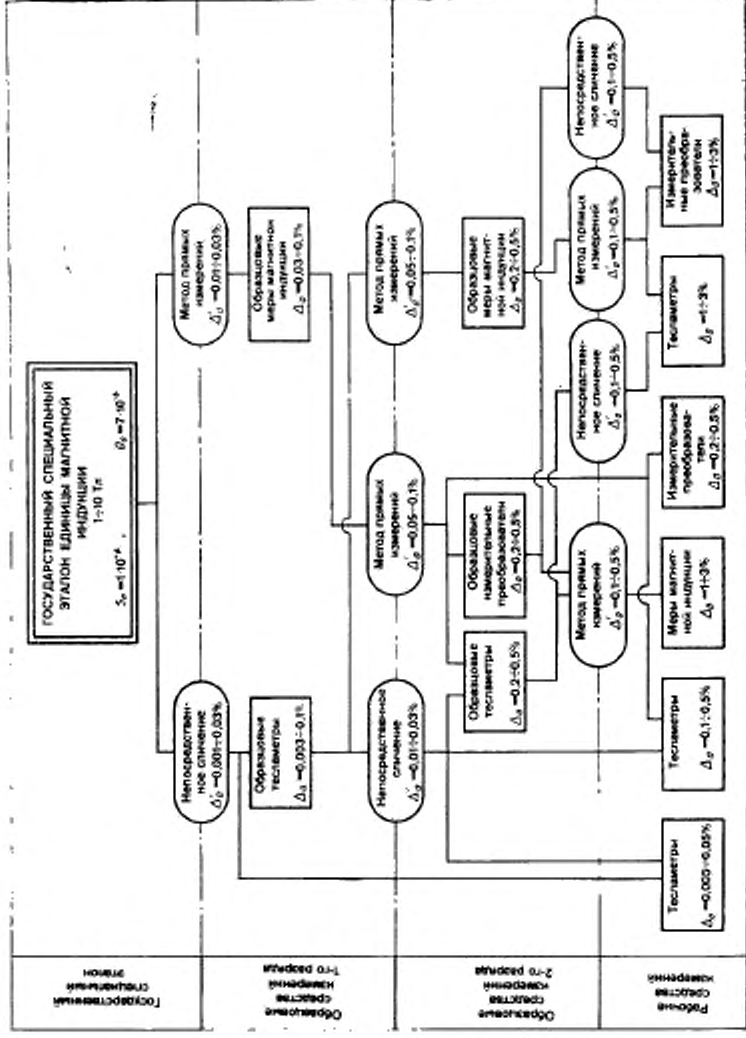 ГОСУДАРСТВЕННЫЙ СПЕЦИАЛЬНЫЙ
ЭТАЛОН ЕДИНИЦЫ МАГНИТНОЙ
ИНДУКЦИИ
1÷10 Тл
Непосредствен-
ное сличение
Δ'₀ =0,001÷0,03%
Метод прямых
измерений
Δ'₀ =0,01÷0,03%
Образцовые
тесламетры
Δ₀ =0,003÷0,1%
Образцовые
меры магнитной
индукции
Δ₀ =0,03÷0,1%
Непосредственное
сличение
Δ'₀ =0,01÷0,03%
Метод прямых
измерений
Δ'₀ =0,05÷0,1%
Метод прямых
измерений
Δ'₀ =0,05÷0,1%
Образцовые
тесламетры
Δ₀ =0,2÷0,5%
Образцовые
измерительные
преобразователи
Δ₀ =0,2÷0,5%
Образцовые
меры магнит-
ной индукции
Δ₀ =0,2÷0,5%
Метод прямых
измерений
Δ'₀ =0,1÷0,5%
Непосредствен-
ное сличение
Δ'₀ =0,1÷0,5%
Метод прямых
измерений
Δ'₀ =0,1÷0,5%
Непосредствен-
ное сличение
Δ'₀ =0,1÷0,5%
Тесламетры
Δ₀ =0,005÷0,05%
Тесламетры
Δ₀ =0,1÷0,5%
Меры магнит-
ной индукции
Δ₀ =1÷3%
Измерительные
преобразова-
тели
Δ₀ =0,2÷0,5%
Тесламетры
Δ₀ =1÷3%
Измеритель-
ные преобра-
зователи
Δ₀ =1÷3%
Государственный
специальный
эталон
Образцовые
средства
измерений
1-го разряда
Образцовые
средства
измерений
2-го разряда
Рабочие
средства
измерений